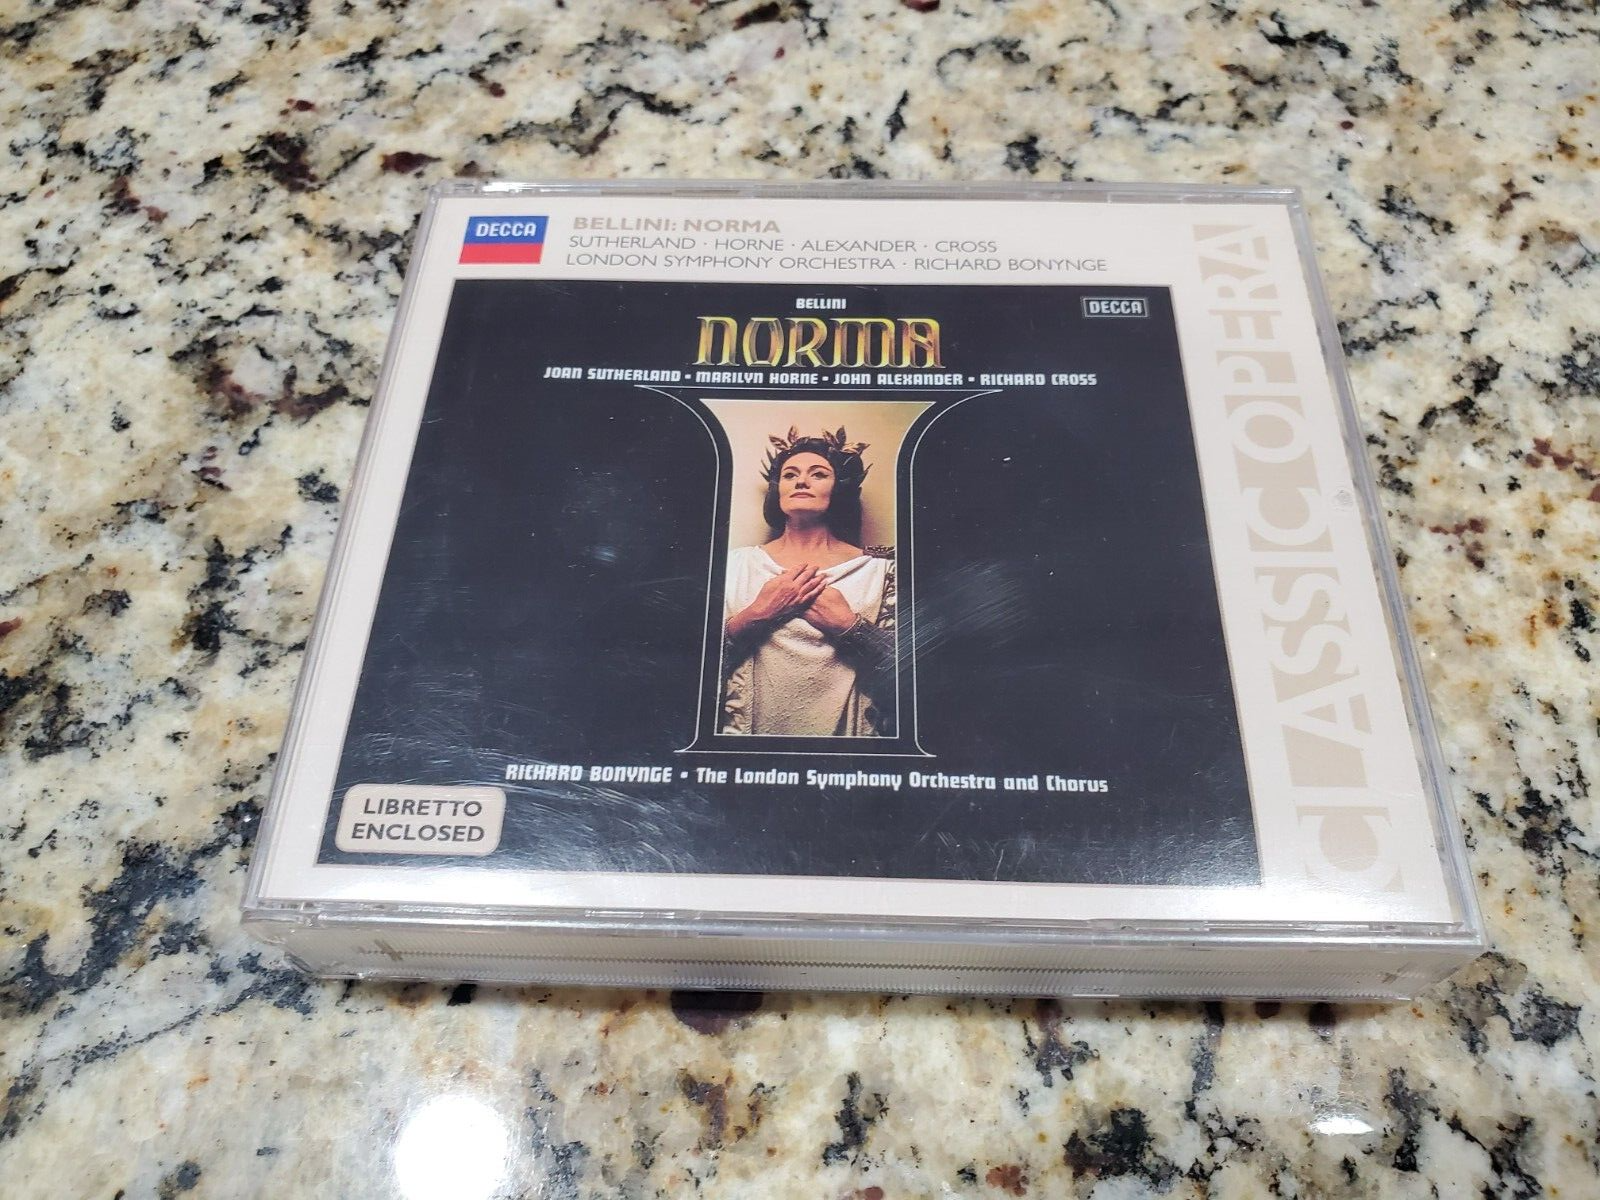 DECCA
BELLINI: NORMA
SUTHERLAND · HORNE · ALEXANDER · CROSS
LONDON SYMPHONY ORCHESTRA · RICHARD BONYNGE
BELLINI
DECCA
NORMA
JOAN SUTHERLAND • MARILYN HORNE • JOHN ALEXANDER • RICHARD CROSS
RICHARD BONYNGE • The London Symphony Orchestra and Chorus
LIBRETTO
ENCLOSED
CLASSIC OPERA